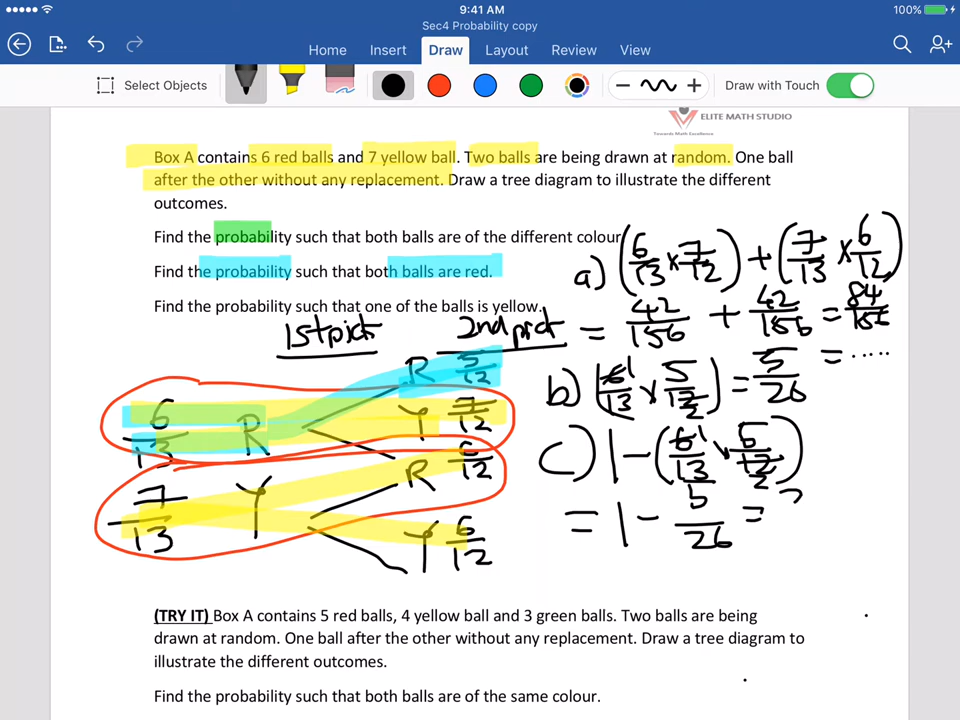 9:41 AM
100%
Sec4 Probability copy
Home Insert Draw Layout Review View
Select Objects
Draw with Touch
ELITE MATH STUDIO
Towards Math Excellence
Box A contains 6 red balls and 7 yellow ball. Two balls are being drawn at random. One ball
after the other without any replacement. Draw a tree diagram to illustrate the different
outcomes.
Find the probability such that both balls are of the different colour
Find the probability such that both balls are red.
Find the probability such that one of the balls is yellow.
a) (6/13 × 7/12) + (7/13 × 6/12)
= 42/156 + 42/156 = 84/156
= .....
b) (6/13 × 5/12) = 5/26
1
2
c) 1 - (6/13 × 5/12)
1
2
= 1 - 5/26 = ?
1st pick 2nd pick
R 5/12
6/13 R
Y 7/12
R 6/12
7/13 Y
Y 6/12
(TRY IT) Box A contains 5 red balls, 4 yellow ball and 3 green balls. Two balls are being
drawn at random. One ball after the other without any replacement. Draw a tree diagram to
illustrate the different outcomes.
Find the probability such that both balls are of the same colour.